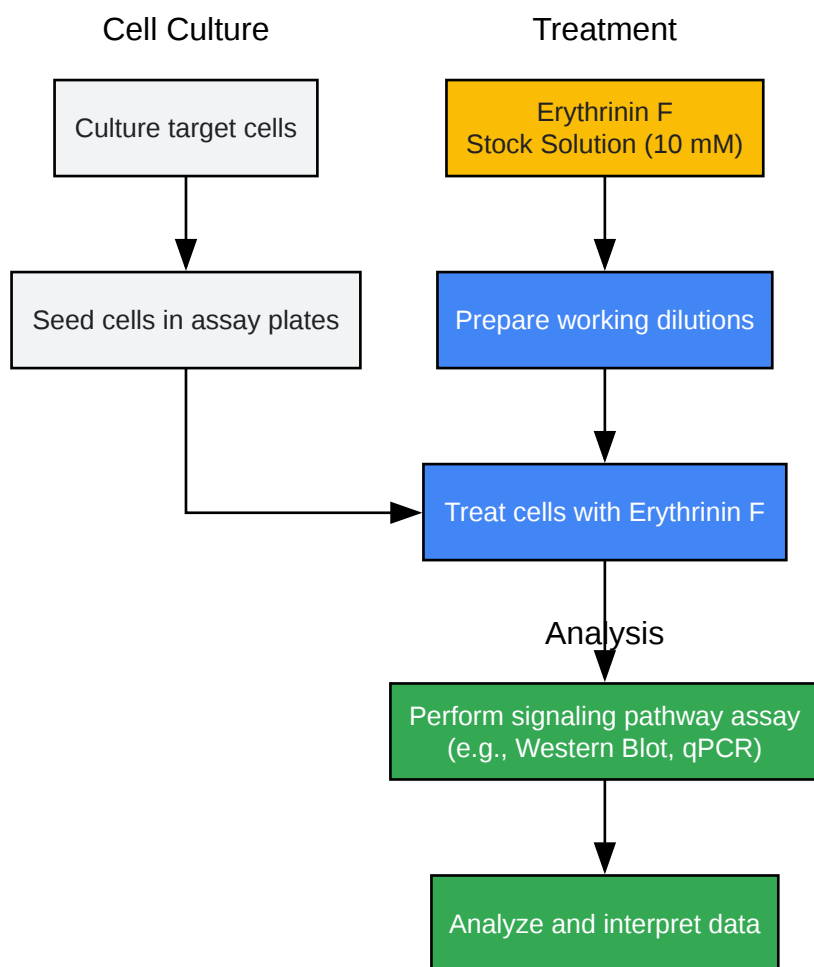 Cell Culture
Treatment
Culture target cells
Erythrinin F
Stock Solution (10 mM)
Seed cells in assay plates
Prepare working dilutions
Treat cells with Erythrinin F
Analysis
Perform signaling pathway assay
(e.g., Western Blot, qPCR)
Analyze and interpret data